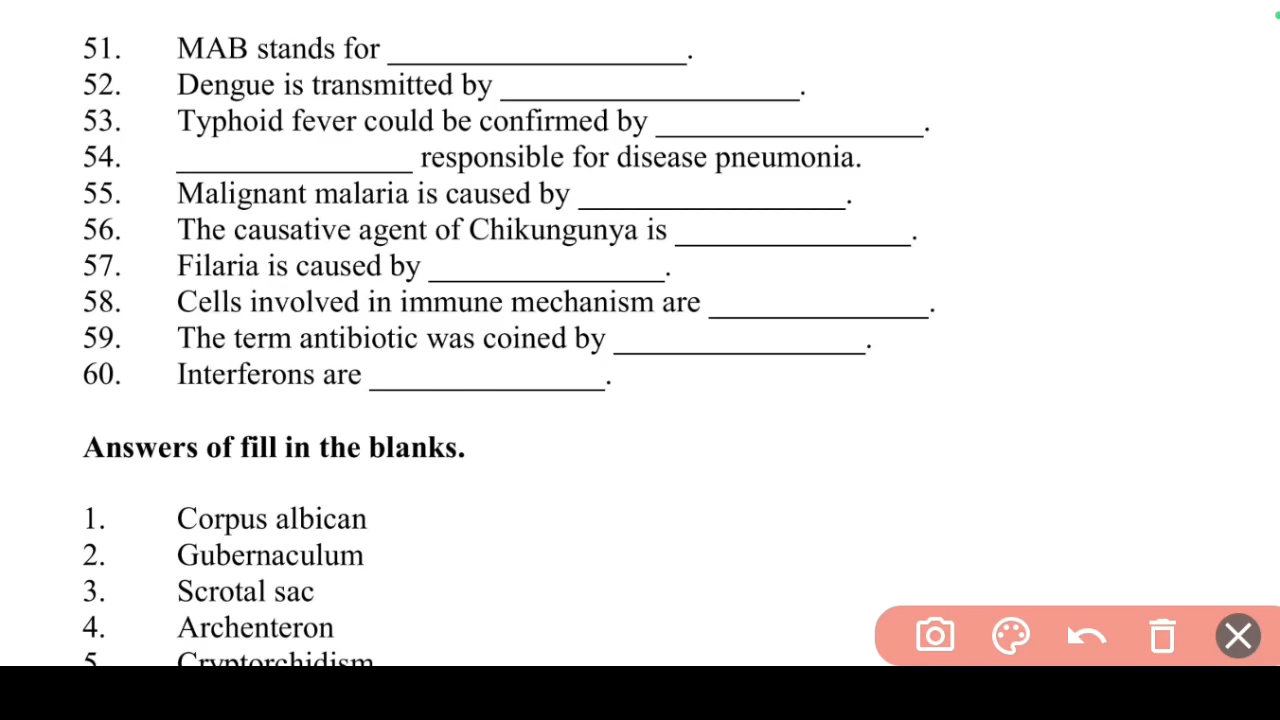 51. MAB stands for ____________________.
52. Dengue is transmitted by ____________________.
53. Typhoid fever could be confirmed by __________________.
54. ________________ responsible for disease pneumonia.
55. Malignant malaria is caused by __________________.
56. The causative agent of Chikungunya is ________________.
57. Filaria is caused by ________________.
58. Cells involved in immune mechanism are _______________.
59. The term antibiotic was coined by _________________.
60. Interferons are ________________.
Answers of fill in the blanks.
1. Corpus albican
2. Gubernaculum
3. Scrotal sac
4. Archenteron
5. Cryptorchidism